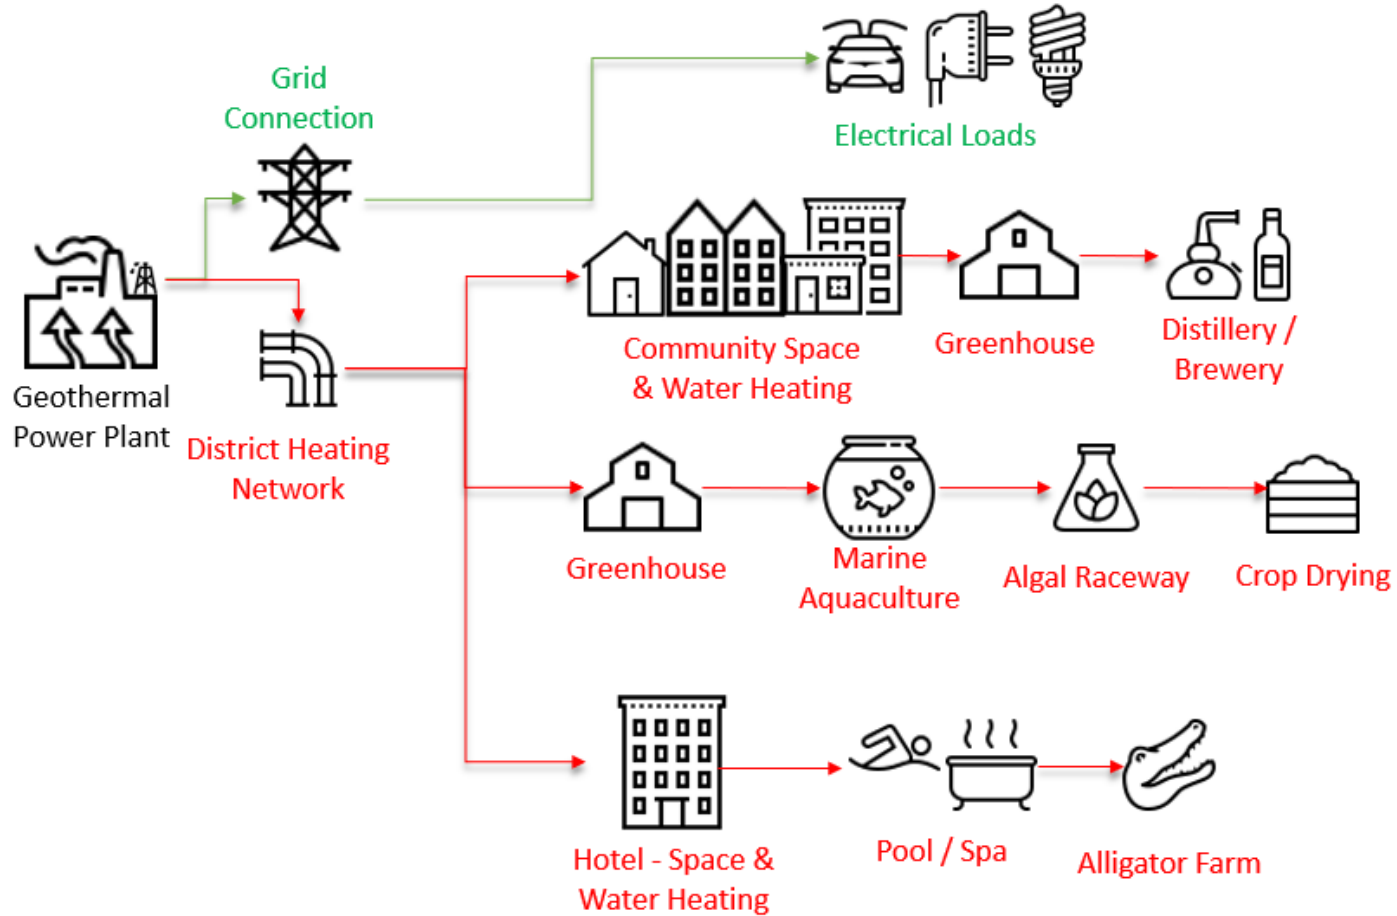 Grid
Connection
Electrical Loads
Geothermal
Power Plant
District Heating
Network
Community Space
& Water Heating
Greenhouse
Distillery /
Brewery
Greenhouse
Marine
Aquaculture
Algal Raceway
Crop Drying
Hotel - Space &
Water Heating
Pool / Spa
Alligator Farm